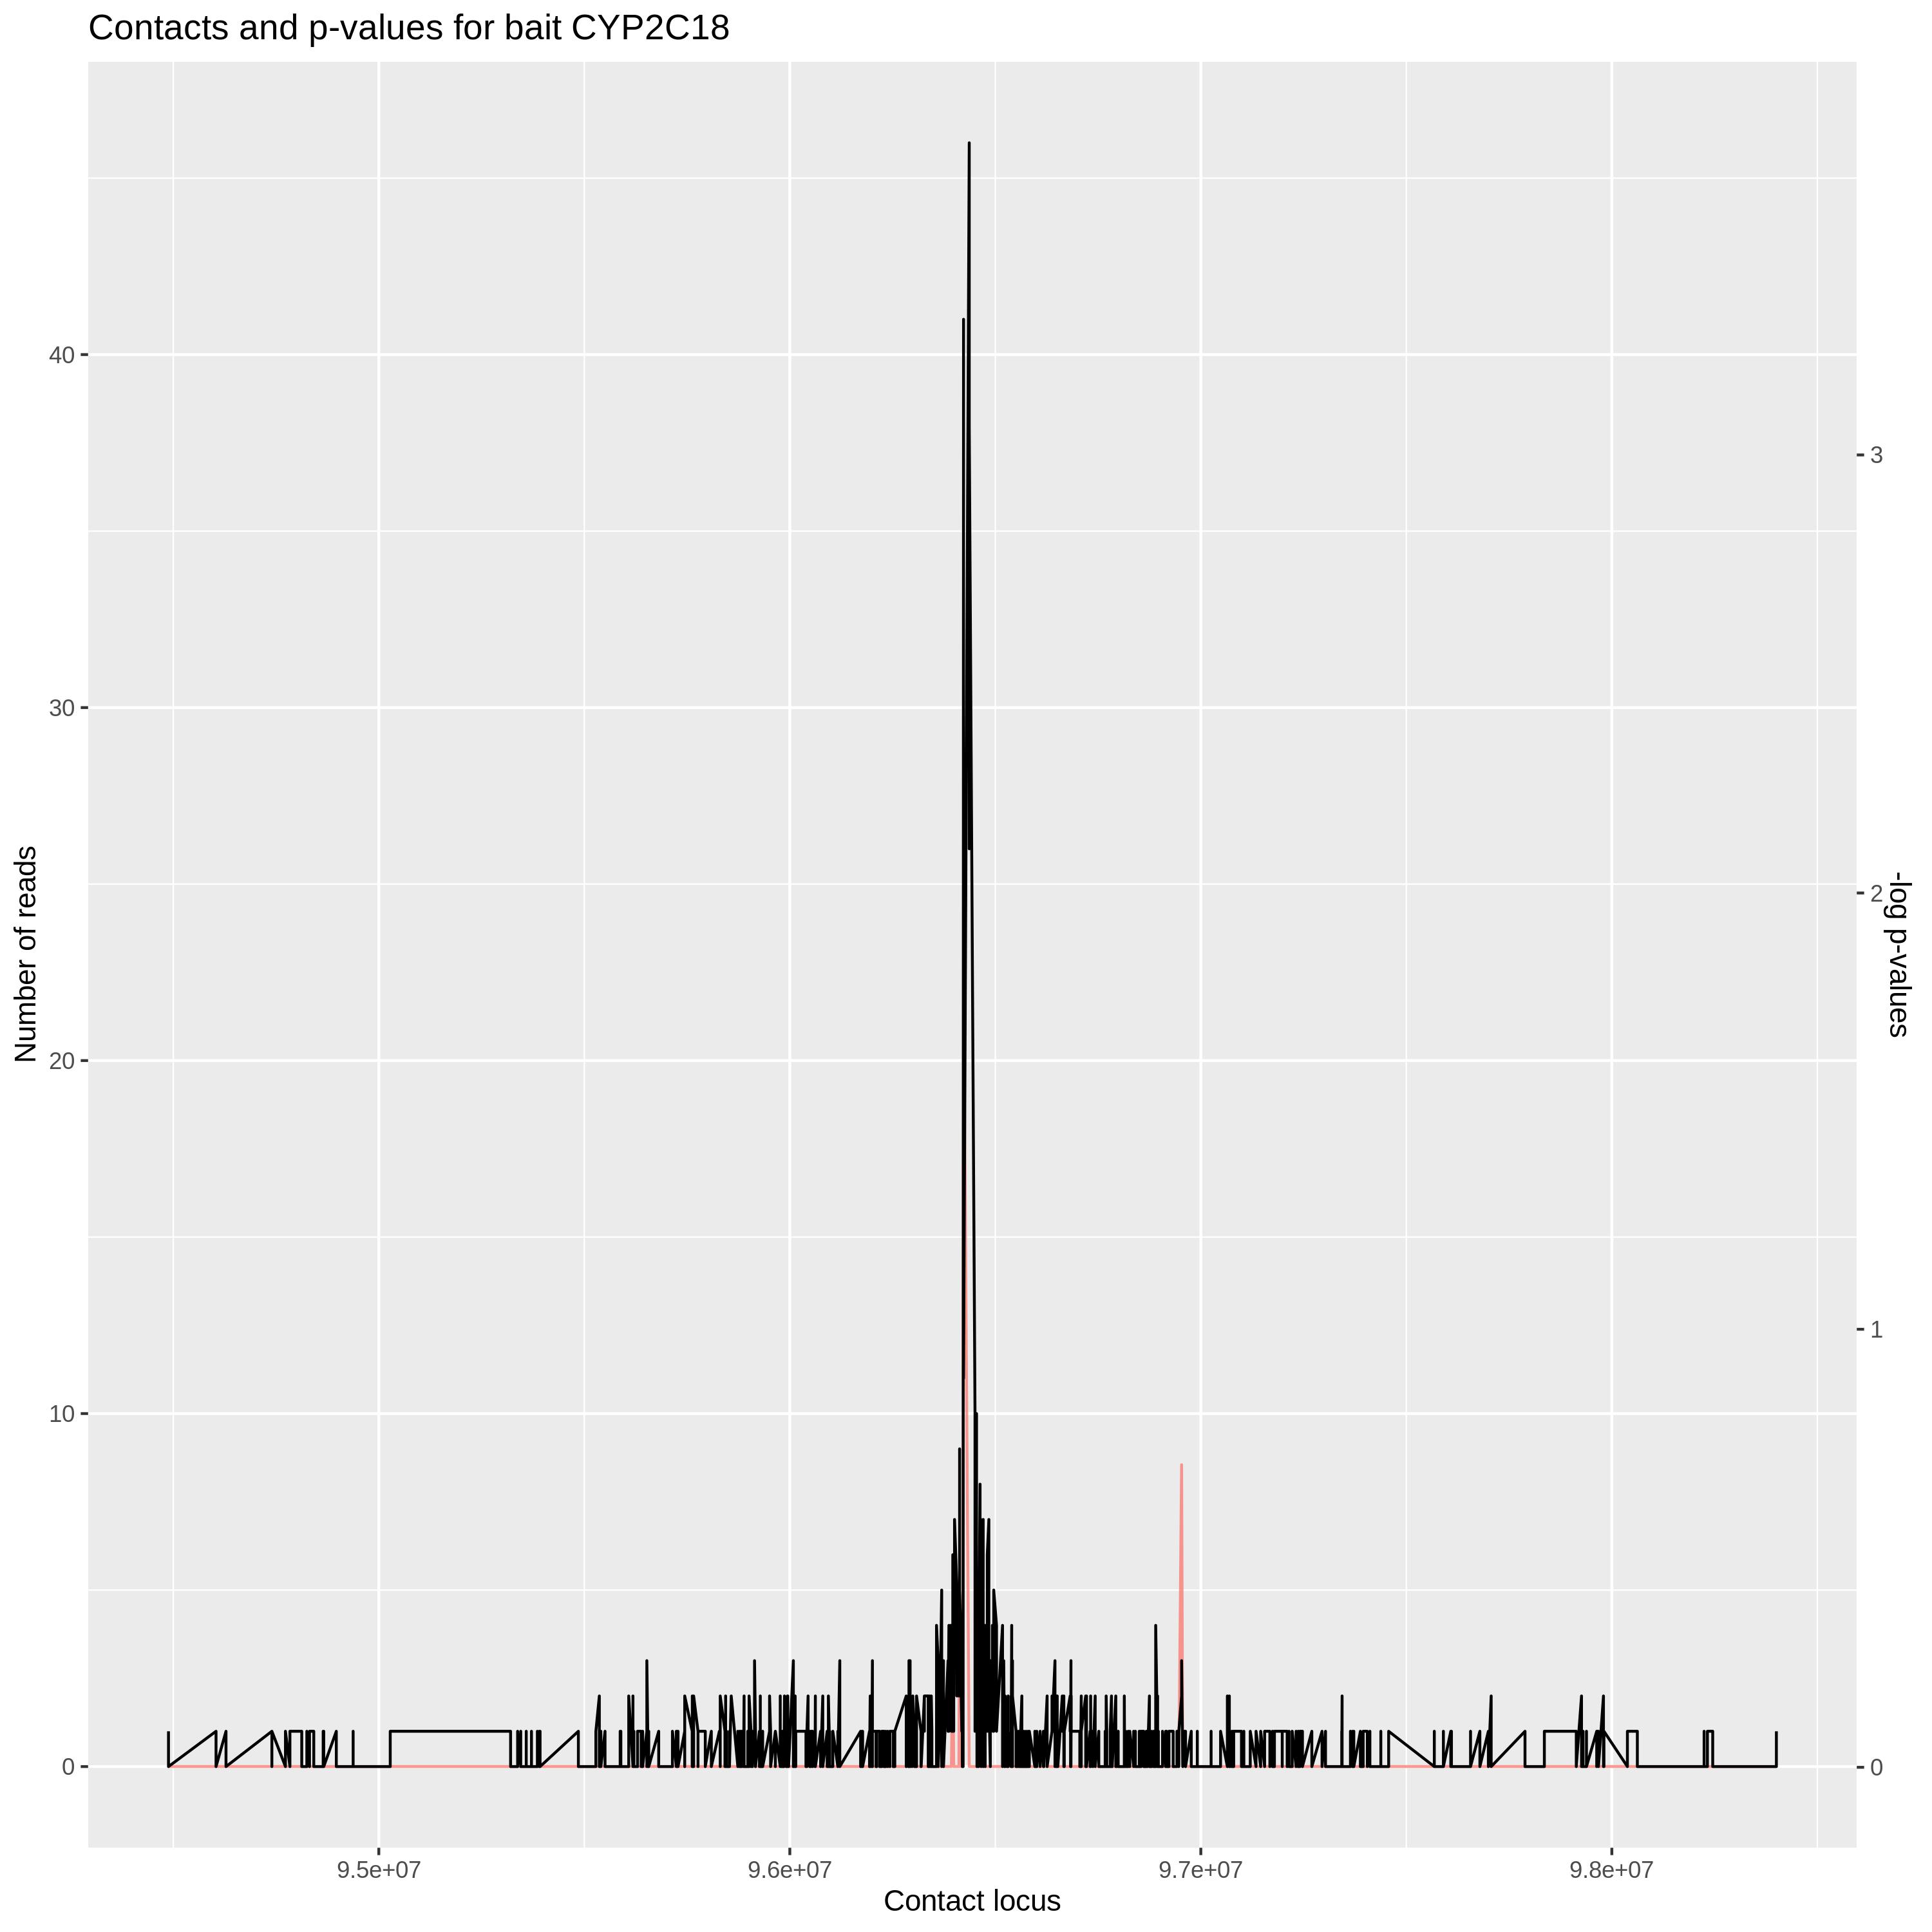 Contacts and p-values for bait CYP2C18
Number of reads
40
30
20
10
0
3
2
1
0
-log p-values
9.5e+07
9.6e+07
9.7e+07
9.8e+07
Contact locus